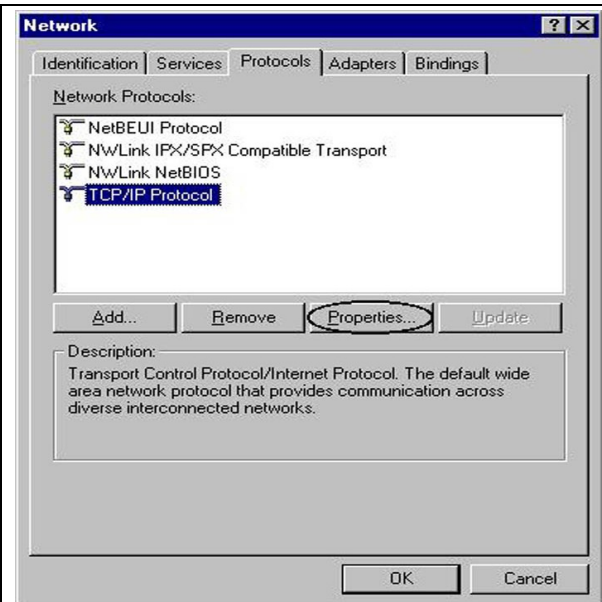 Network
Identification Services Protocols Adapters Bindings
Network Protocols:
NetBEUI Protocol
NWLink IPX/SPX Compatible Transport
NWLink NetBIOS
TCP/IP Protocol
Add... Remove Properties... Update
Description:
Transport Control Protocol/Internet Protocol. The default wide
area network protocol that provides communication across
diverse interconnected networks.
OK Cancel